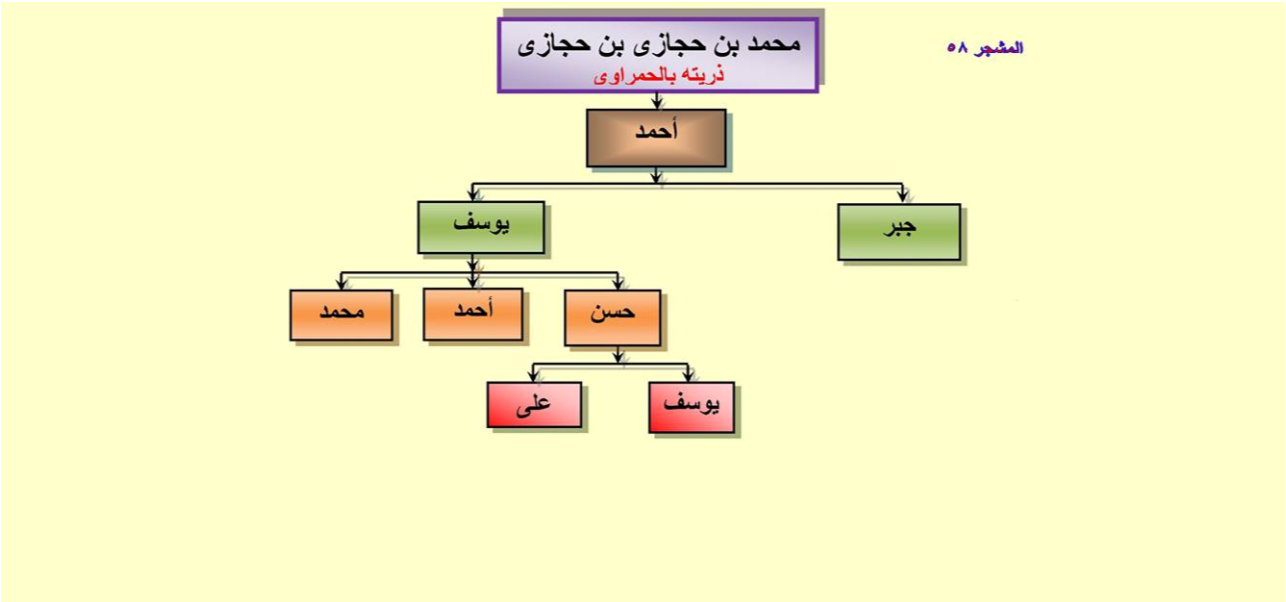 المشجر ٥٨
محمد بن حجازى بن حجازى
ذريته بالحمراوى
أحمد
جبر
يوسف
حسن
أحمد
محمد
يوسف
على